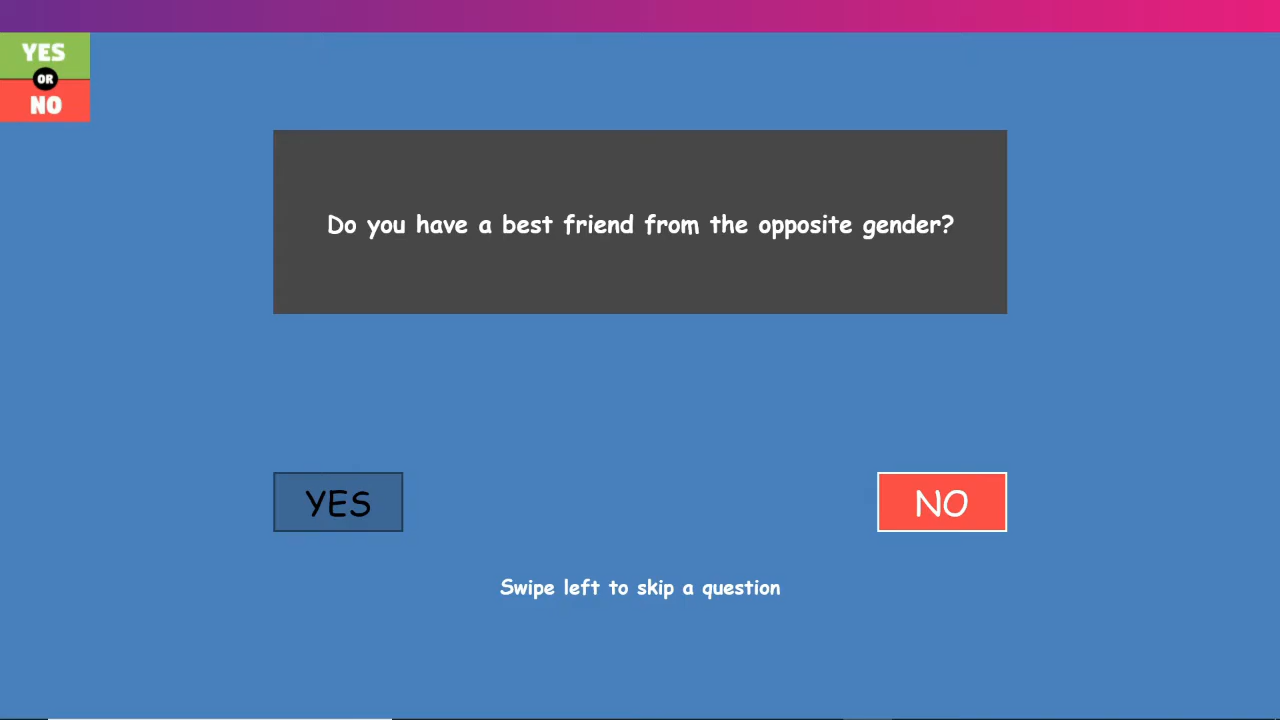 YES
OR
NO
Do you have a best friend from the opposite gender?
YES
NO
Swipe left to skip a question